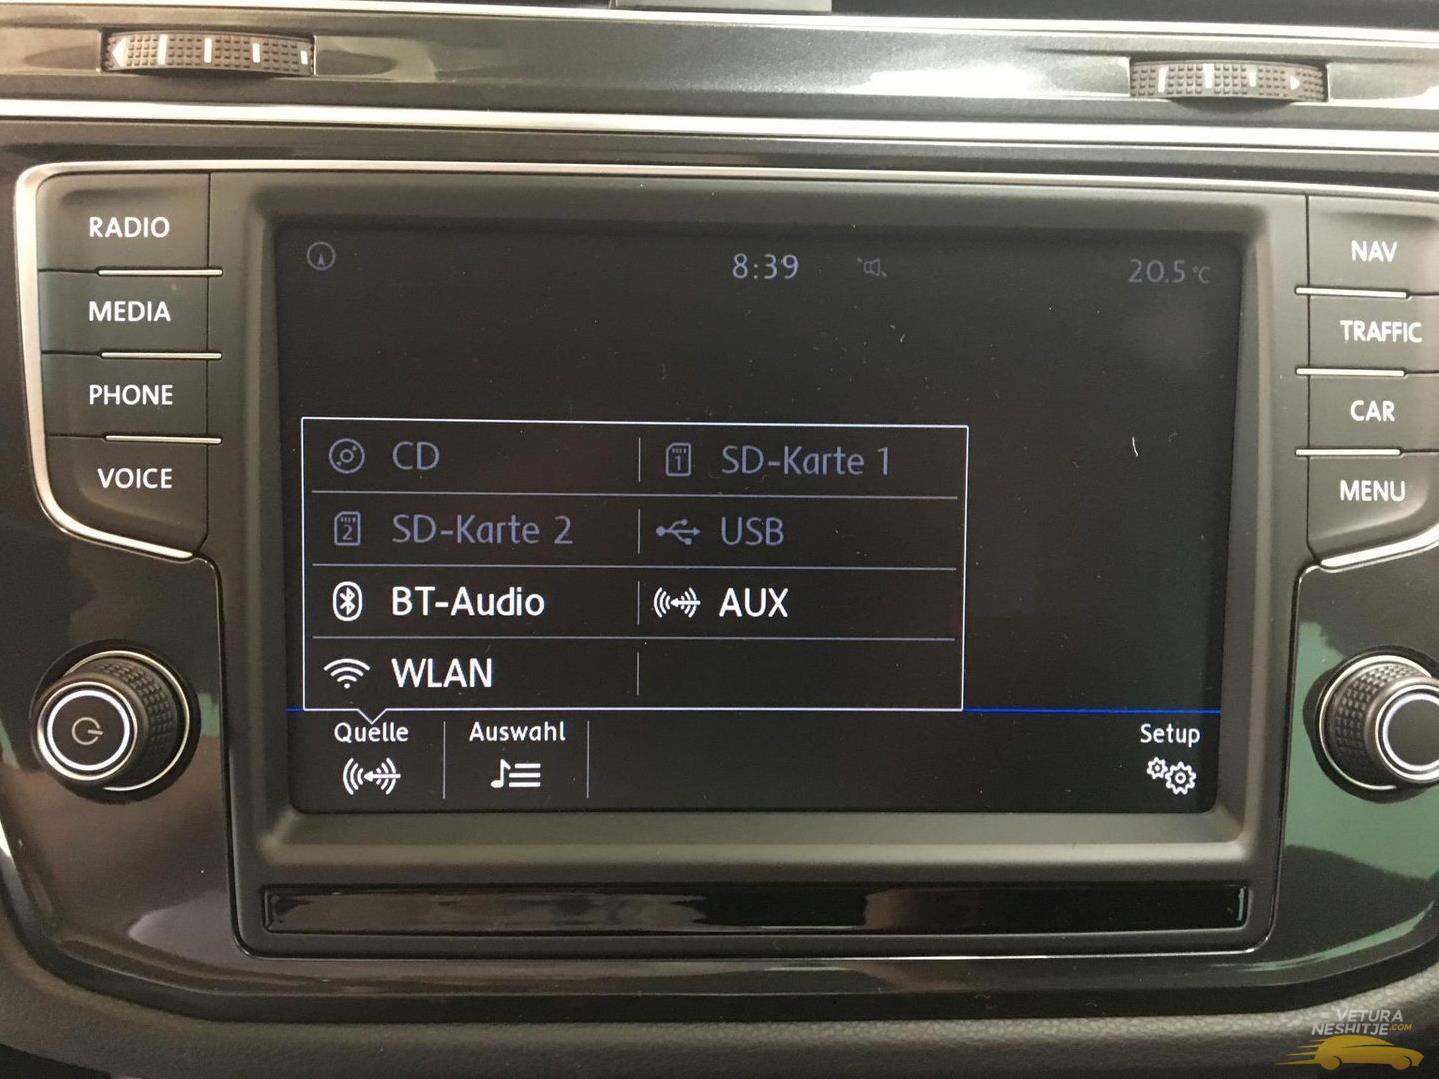 RADIO
MEDIA
PHONE
VOICE
8:39
20.5 °C
CD
SD-Karte 1
SD-Karte 2
USB
BT-Audio
AUX
WLAN
Quelle
Auswahl
Setup
NAV
TRAFFIC
CAR
MENU
VETURA
NESHITJE.COM